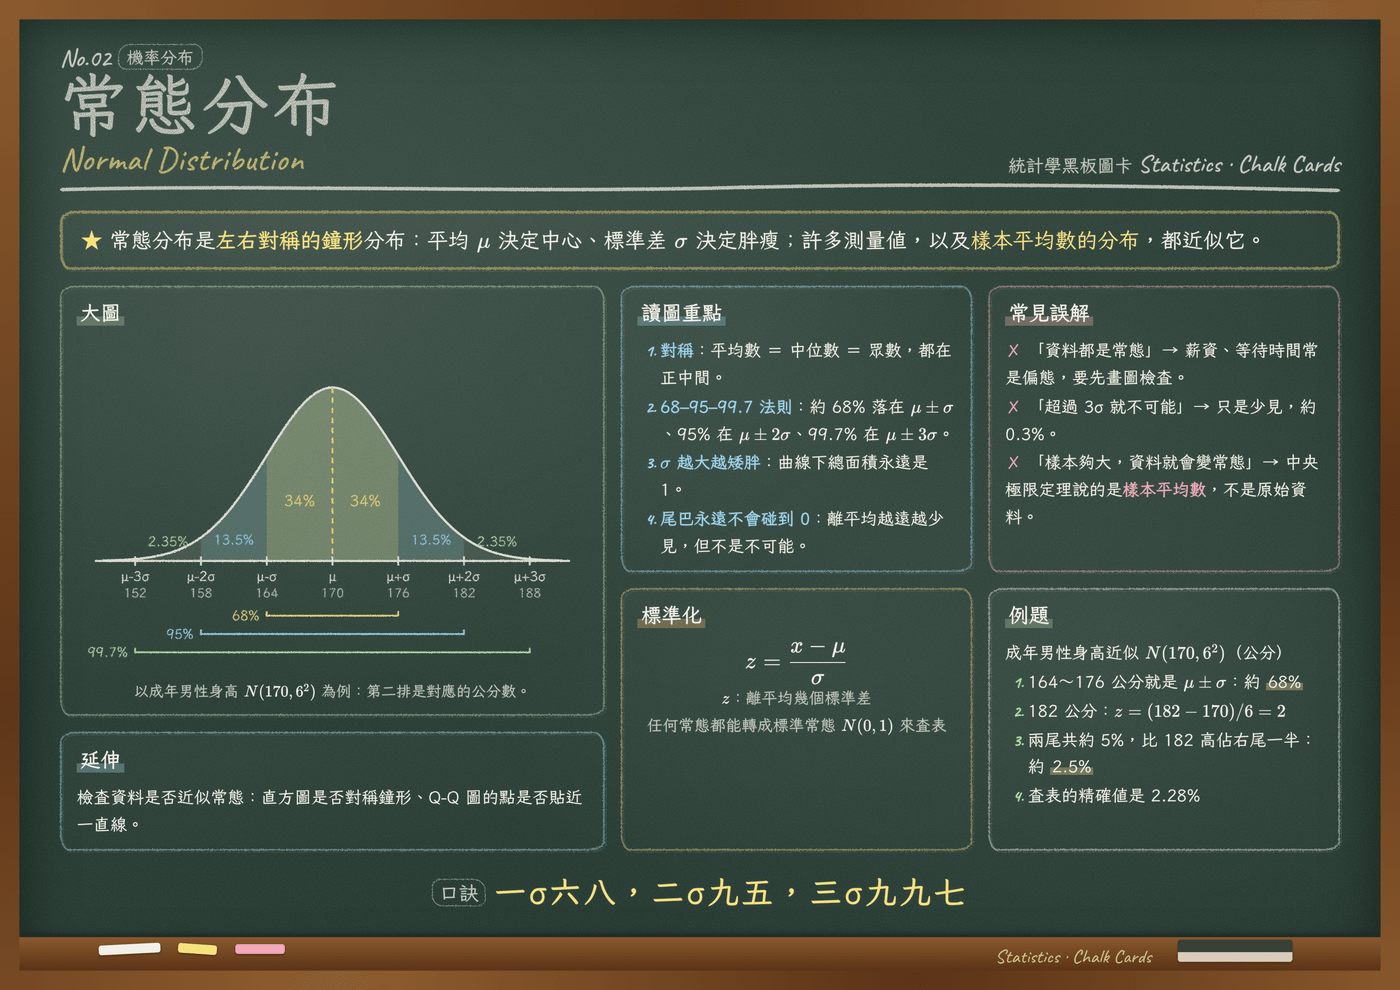 No.02 機率分布
常態分布
Normal Distribution
統計學黑板圖卡 Statistics · Chalk Cards
★ 常態分布是左右對稱的鐘形分布：平均 μ 決定中心、標準差 σ 決定胖瘦；許多測量值，以及樣本平均數的分布，都近似它。
大圖
34% 34%
2.35% 13.5% 13.5% 2.35%
μ-3σ μ-2σ μ-σ μ μ+σ μ+2σ μ+3σ
152 158 164 170 176 182 188
68%
95%
99.7%
以成年男性身高 N(170, 6²) 為例：第二排是對應的公分數。
延伸
檢查資料是否近似常態：直方圖是否對稱鐘形、Q-Q 圖的點是否貼近
一直線。
讀圖重點
1. 對稱：平均數 = 中位數 = 眾數，都在
正中間。
2. 68–95–99.7 法則：約 68% 落在 μ ± σ
、95% 在 μ ± 2σ、99.7% 在 μ ± 3σ。
3. σ 越大越矮胖：曲線下總面積永遠是
1。
4. 尾巴永遠不會碰到 0：離平均越遠越少
見，但不是不可能。
標準化
z = (x − μ) / σ
z：離平均幾個標準差
任何常態都能轉成標準常態 N(0, 1) 來查表
常見誤解
X 「資料都是常態」→ 薪資、等待時間常
是偏態，要先畫圖檢查。
X 「超過 3σ 就不可能」→ 只是少見，約
0.3%。
X 「樣本夠大，資料就會變常態」→ 中央
極限定理說的是樣本平均數，不是原始資
料。
例題
成年男性身高近似 N(170, 6²)（公分）
1. 164～176 公分就是 μ ± σ：約 68%
2. 182 公分：z = (182 − 170)/6 = 2
3. 兩尾共約 5%，比 182 高佔右尾一半：
約 2.5%
4. 查表的精確值是 2.28%
口訣 一σ六八，二σ九五，三σ九九七
Statistics · Chalk Cards